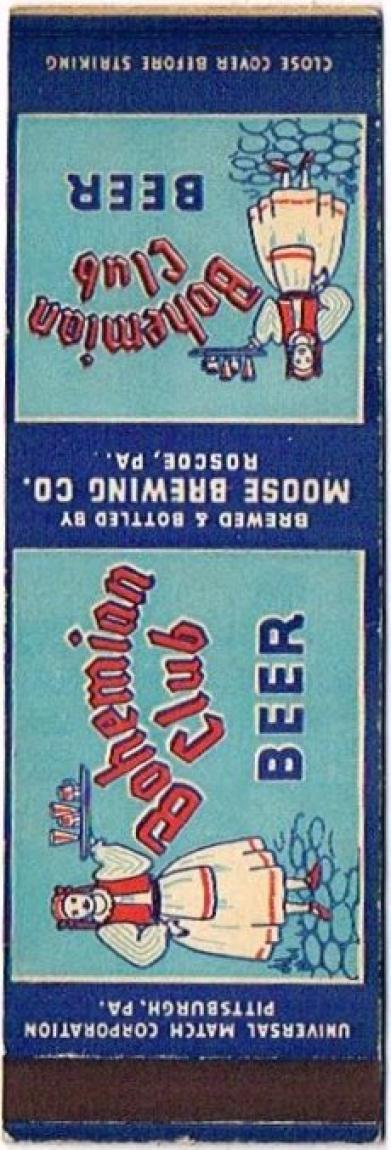 CLOSE COVER BEFORE STRIKING
Bohemian
Club
BEER
BREWED & BOTTLED BY
MOOSE BREWING CO.
ROSCOE, PA.
Bohemian
Club
BEER
UNIVERSAL MATCH CORPORATION
PITTSBURGH, PA.